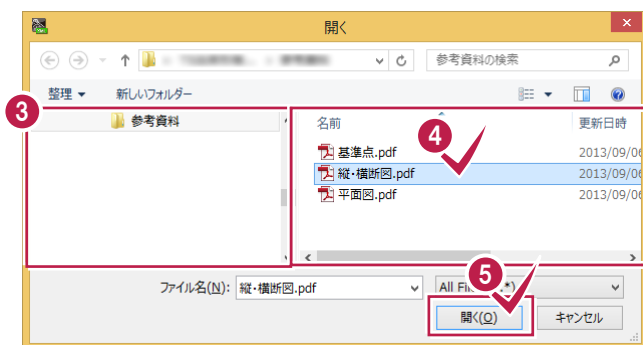 開く
参考資料の検索
整理 新しいフォルダー
3
参考資料
名前 更新日時
4
基準点.pdf 2013/09/06
縦・横断図.pdf 2013/09/06
平面図.pdf 2013/09/06
5
ファイル名(N): 縦・横断図.pdf
開く(O) キャンセル